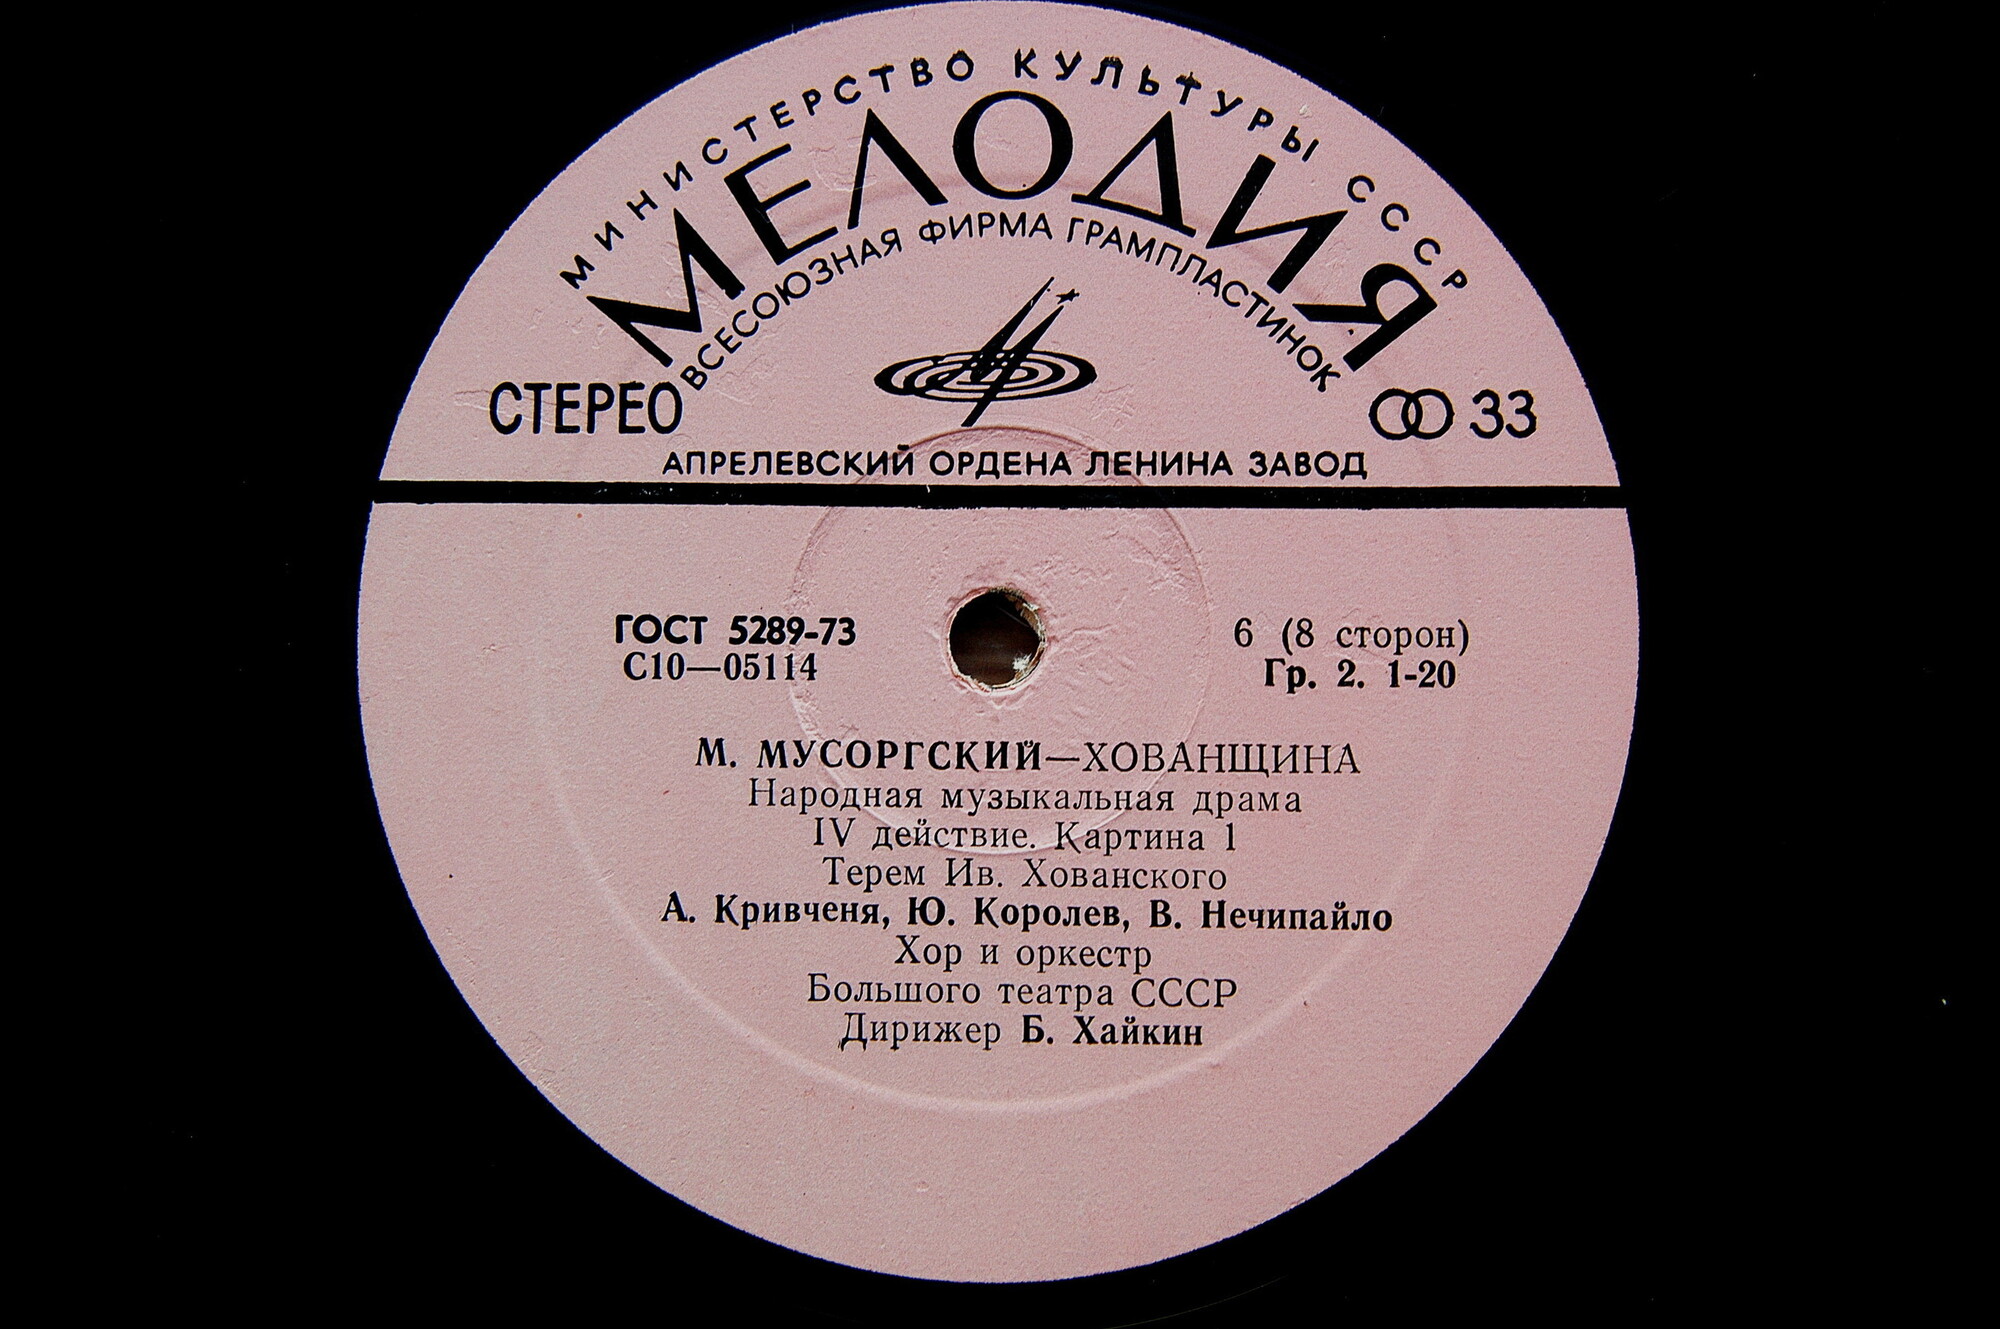 МИНИСТЕРСТВО КУЛЬТУРЫ СССР
МЕЛОДИЯ
ВСЕСОЮЗНАЯ ФИРМА ГРАМПЛАСТИНОК
СТЕРЕО
33
АПРЕЛЕВСКИЙ ОРДЕНА ЛЕНИНА ЗАВОД
ГОСТ 5289-73
6 (8 сторон)
С10—05114
Гр. 2. 1-20
М. МУСОРГСКИЙ—ХОВАНЩИНА
Народная музыкальная драма
IV действие. Картина 1
Терем Ив. Хованского
А. Кривченя, Ю. Королев, В. Нечипайло
Хор и оркестр
Большого театра СССР
Дирижер Б. Хайкин